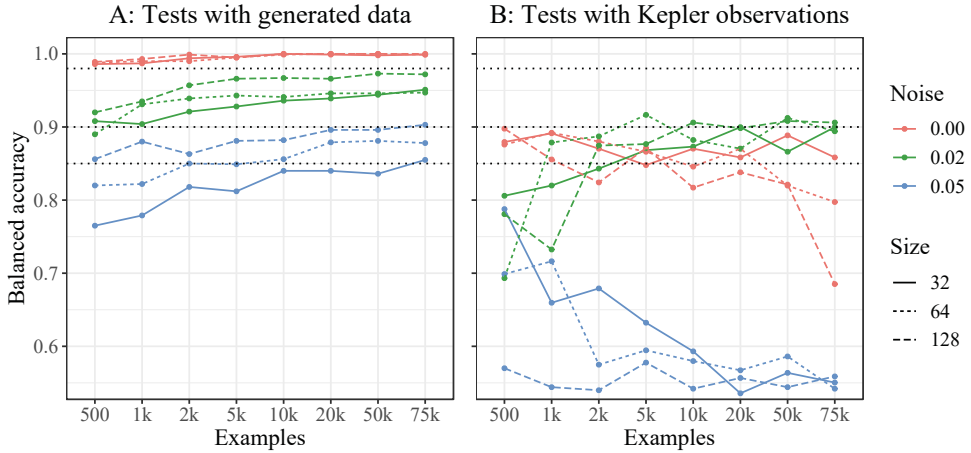 A: Tests with generated data
B: Tests with Kepler observations
Balanced accuracy
1.0
0.9
0.8
0.7
0.6
500 1k 2k 5k 10k 20k 50k 75k
500 1k 2k 5k 10k 20k 50k 75k
Examples
Examples
Noise
0.00
0.02
0.05
Size
32
64
128